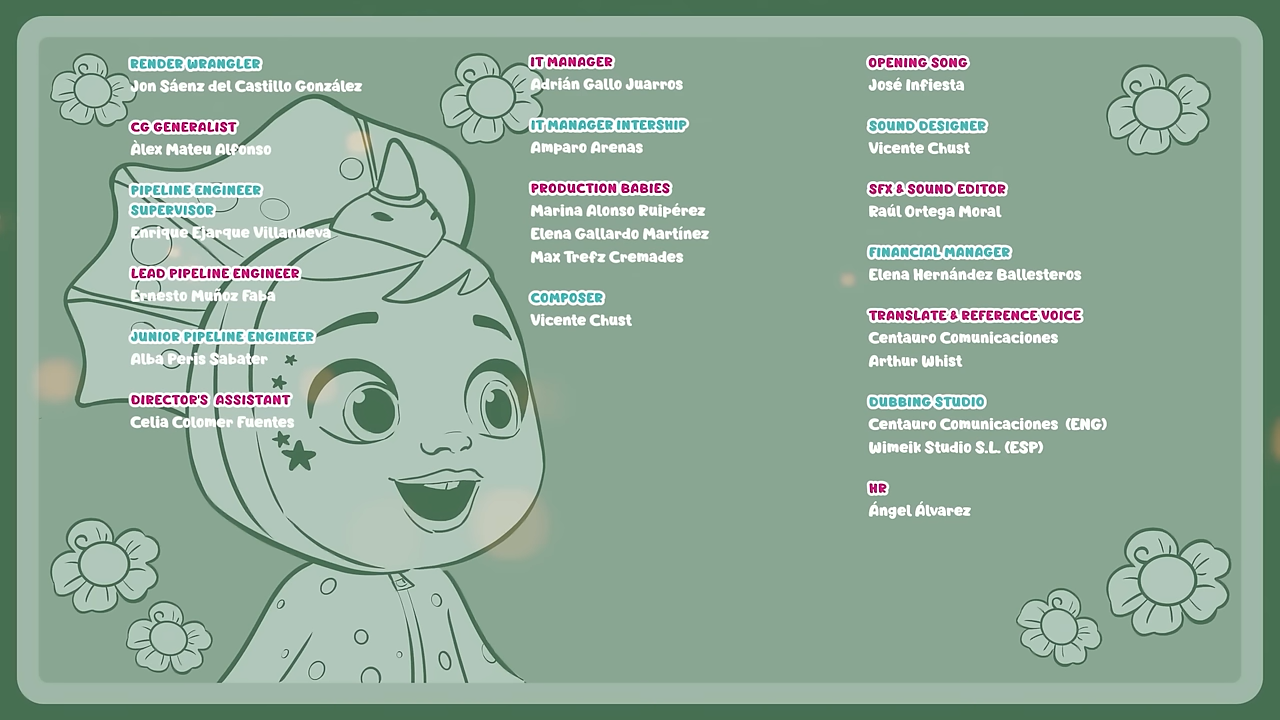 RENDER WRANGLER
Jon Sáenz del Castillo González
CG GENERALIST
Àlex Mateu Alfonso
PIPELINE ENGINEER
SUPERVISOR
Enrique Ejarque Villanueva
LEAD PIPELINE ENGINEER
Ernesto Muñoz Faba
JUNIOR PIPELINE ENGINEER
Alba Peris Sabater
DIRECTOR'S ASSISTANT
Celia Colomer Fuentes
IT MANAGER
Adrián Gallo Juarros
IT MANAGER INTERSHIP
Amparo Arenas
PRODUCTION BABIES
Marina Alonso Ruipérez
Elena Gallardo Martínez
Max Trefz Cremades
COMPOSER
Vicente Chust
OPENING SONG
José Infiesta
SOUND DESIGNER
Vicente Chust
SFX & SOUND EDITOR
Raúl Ortega Moral
FINANCIAL MANAGER
Elena Hernández Ballesteros
TRANSLATE & REFERENCE VOICE
Centauro Comunicaciones
Arthur Whist
DUBBING STUDIO
Centauro Comunicaciones (ENG)
Wimeik Studio S.L. (ESP)
HR
Ángel Álvarez